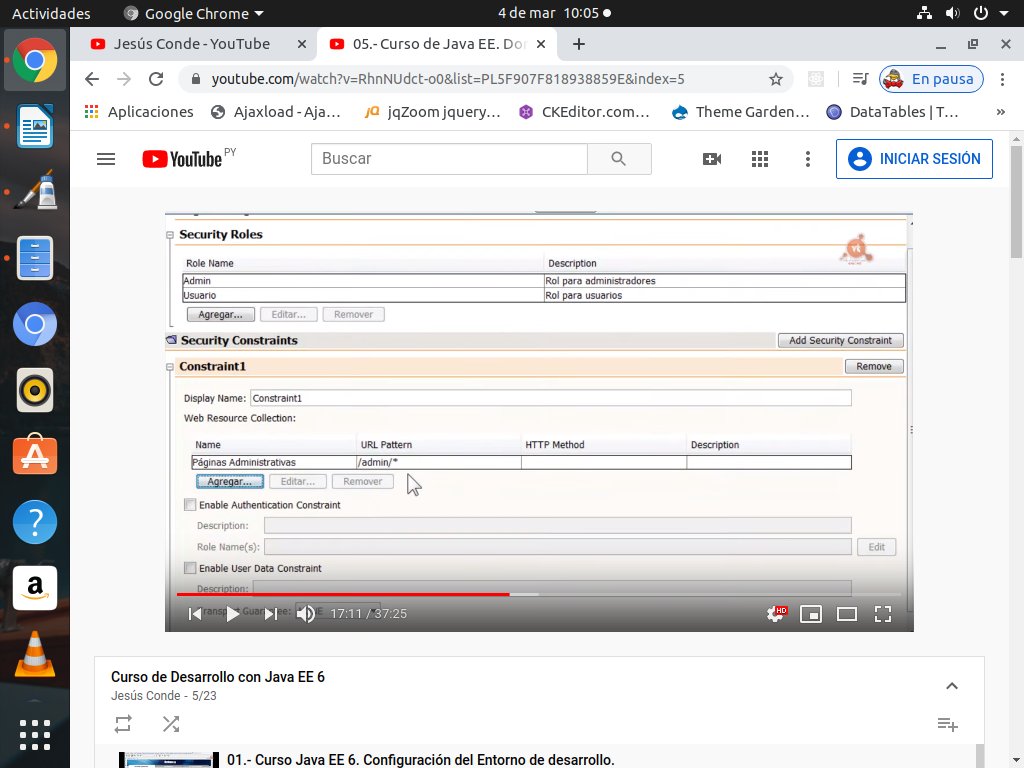 Actividades Google Chrome 4 de mar 10:05
Jesús Conde - YouTube 05.- Curso de Java EE. Dor
youtube.com/watch?v=RhnNUdct-o0&list=PL5F907F818938859E&index=5 En pausa
Aplicaciones Ajaxload - Aja... jqZoom jquery... CKEditor.com... Theme Garden... DataTables | T... »
YouTube PY Buscar INICIAR SESIÓN
Security Roles
Role Name Description
Admin Rol para administradores
Usuario Rol para usuarios
Agregar... Editar... Remover
Security Constraints Add Security Constraint
Constraint1 Remove
Display Name: Constraint1
Web Resource Collection:
Name URL Pattern HTTP Method Description
Páginas Administrativas /admin/*
Agregar... Editar... Remover
Enable Authentication Constraint
Description:
Role Name(s): Edit
Enable User Data Constraint
Description:
Transport Guarantee:
17:11 / 37:25 HD
Curso de Desarrollo con Java EE 6
Jesús Conde - 5/23
01.- Curso Java EE 6. Configuración del Entorno de desarrollo.